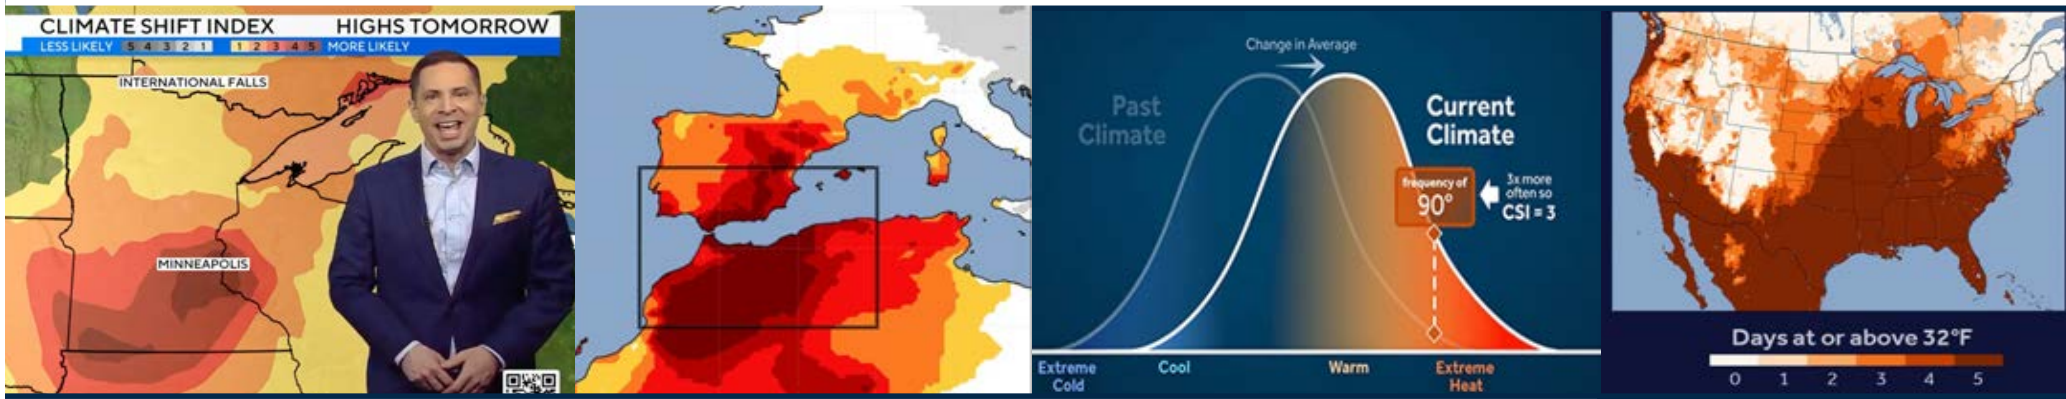 CLIMATE SHIFT INDEX HIGHS TOMORROW
LESS LIKELY 5 4 3 2 1 1 2 3 4 5 MORE LIKELY
INTERNATIONAL FALLS
MINNEAPOLIS
Change in Average
Past
Climate
Current
Climate
frequency of
90°
3x more
often so
CSI = 3
Extreme
Cold
Cool
Warm
Extreme
Heat
Days at or above 32°F
0 1 2 3 4 5